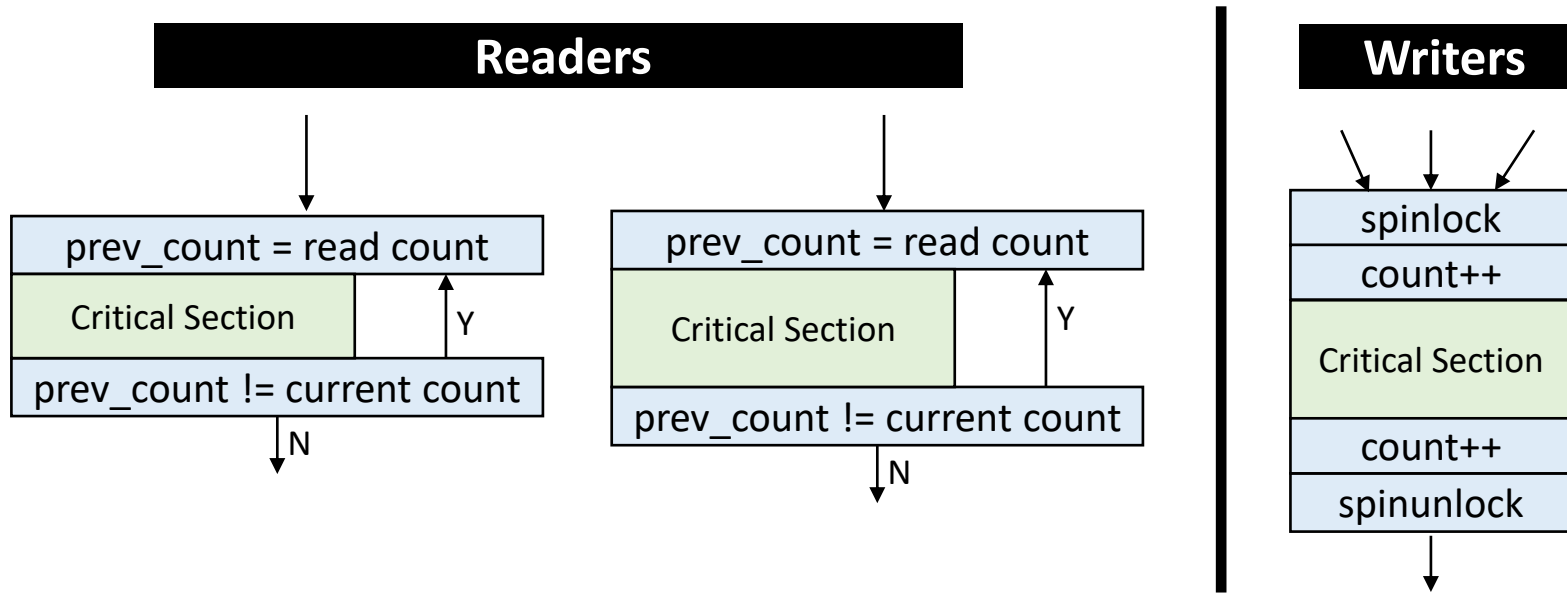 Readers
prev_count = read count
Critical Section
Y
prev_count != current count
N
prev_count = read count
Critical Section
Y
prev_count != current count
N
Writers
spinlock
count++
Critical Section
count++
spinunlock